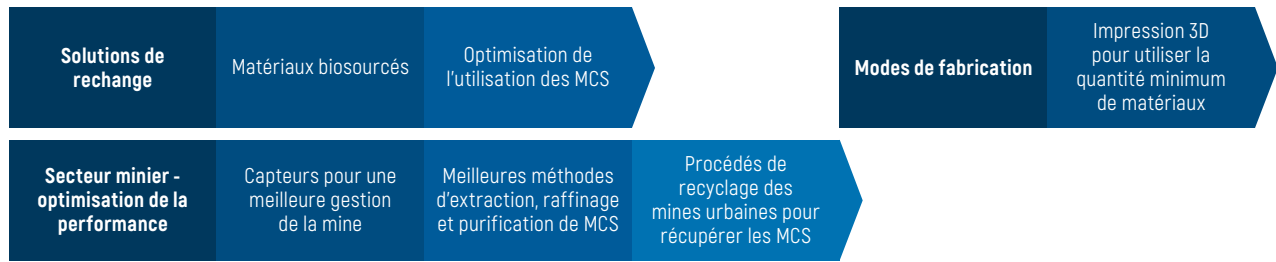 Solutions de
rechange
Matériaux biosourcés
Optimisation de
l'utilisation des MCS
Modes de fabrication
Impression 3D
pour utiliser la
quantité minimum
de matériaux
Secteur minier -
optimisation de la
performance
Capteurs pour une
meilleure gestion
de la mine
Meilleures méthodes
d'extraction, raffinage
et purification de MCS
Procédés de
recyclage des
mines urbaines pour
récupérer les MCS